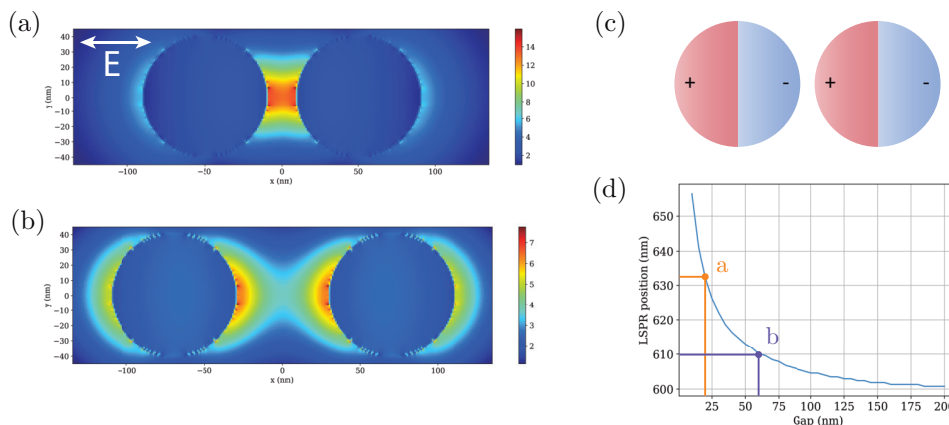 (a)
E
40
30
20
10
0
−10
−20
−30
−40
y (nm)
−100 −50 0 50 100
x (nm)
14
12
10
8
6
4
2
(b)
40
30
20
10
0
−10
−20
−30
−40
y (nm)
−100 −50 0 50 100
x (nm)
7
6
5
4
3
2
(c)
+ - + -
(d)
LSPR position (nm)
650
640
630
620
610
600
a
b
25 50 75 100 125 150 175 200
Gap (nm)